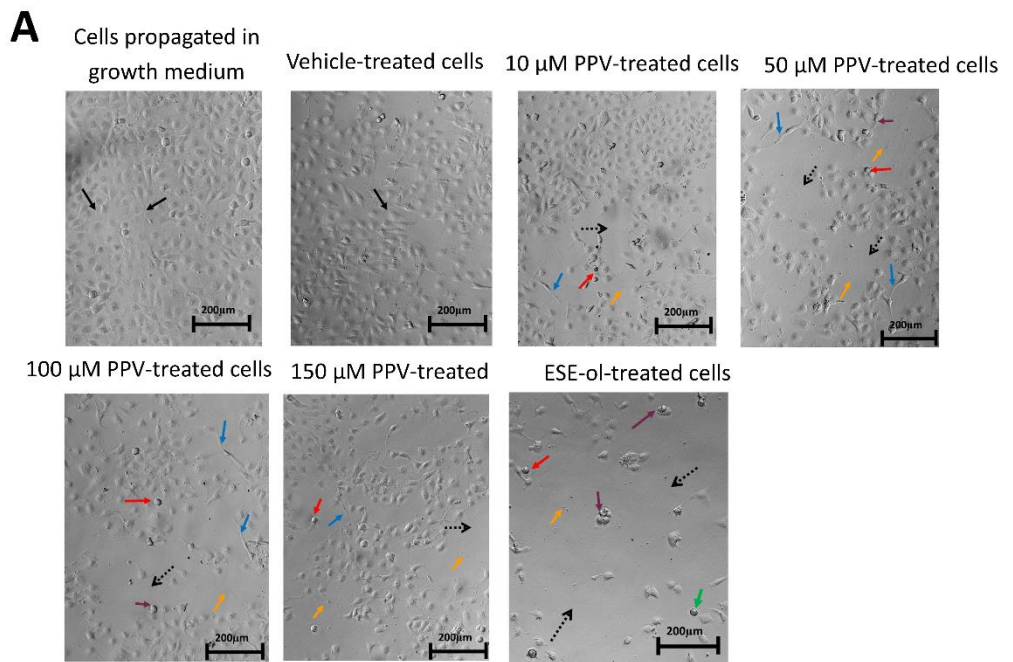 A
Cells propagated in
growth medium
Vehicle-treated cells
10 µM PPV-treated cells
50 µM PPV-treated cells
200µm
200µm
200µm
200µm
100 µM PPV-treated cells
150 µM PPV-treated
ESE-ol-treated cells
200µm
200µm
200µm